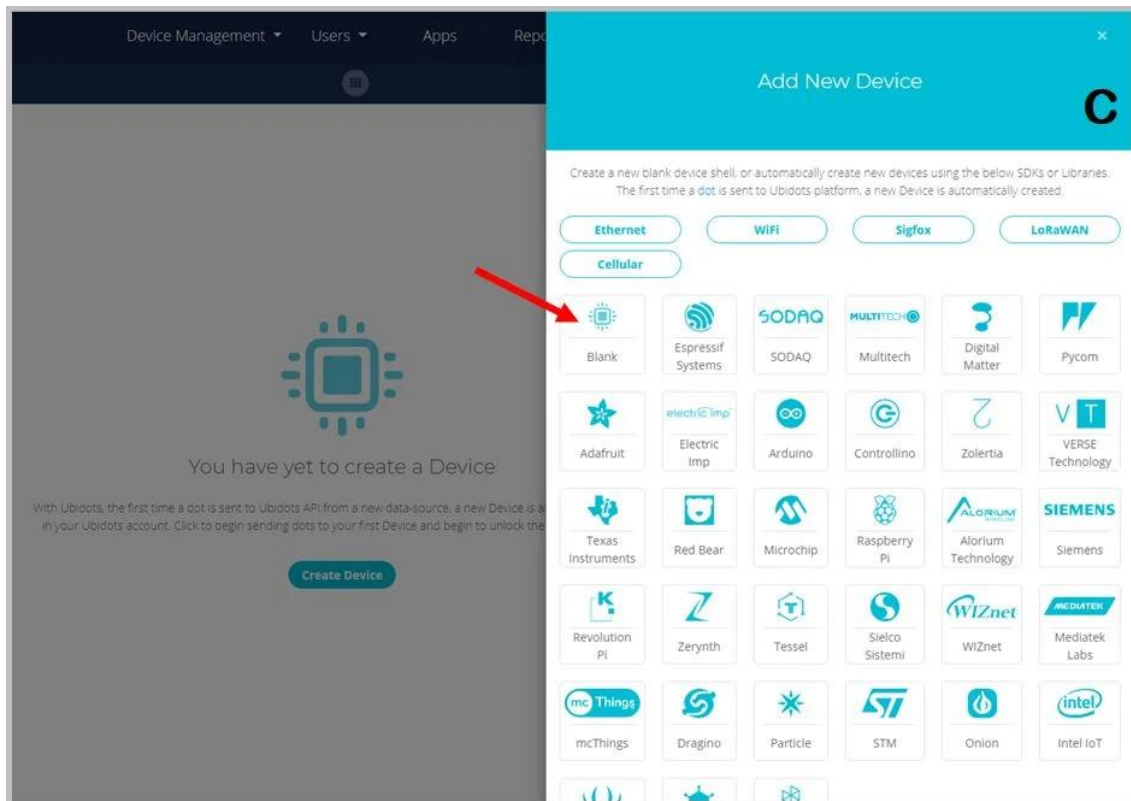 Device Management Users Apps Repo
Add New Device
C
Create a new blank device shell, or automatically create new devices using the below SDKs or Libraries.
The first time a dot is sent to Ubidots platform, a new Device is automatically created.
Ethernet WiFi Sigfox LoRaWAN
Cellular
SODAQ MULTITECH
Blank Espressif Systems SODAQ Multitech Digital Matter Pycom
electric imp V T
Adafruit Electric Imp Arduino Controllino Zolertia VERSE Technology
You have yet to create a Device
With Ubidots, the first time a dot is sent to Ubidots API from a new data-source, a new Device is a
in your Ubidots account. Click to begin sending dots to your first Device and begin to unlock the
Create Device
ALORIUM SIEMENS
Texas Instruments Red Bear Microchip Raspberry Pi Alorium Technology Siemens
K T WIZnet MEDIATEK
Revolution Pi Zerynth Tessel Sielco Sistemi WIZnet Mediatek Labs
mc Things ST intel
mcThings Dragino Particle STM Onion Intel IoT